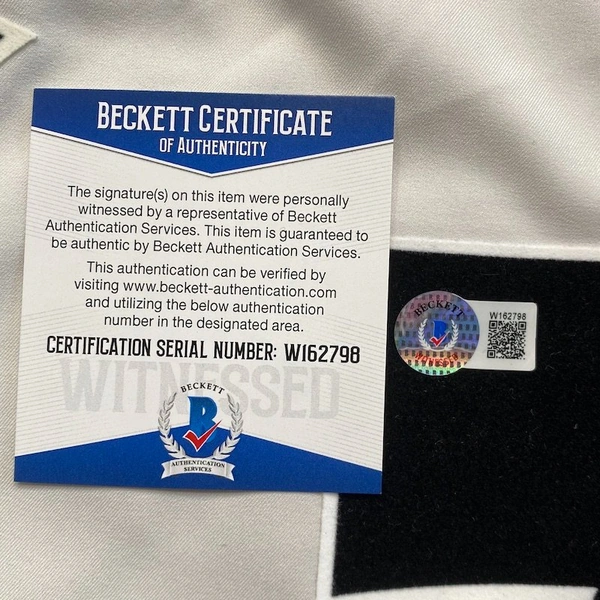 BECKETT CERTIFICATE
OF AUTHENTICITY
The signature(s) on this item were personally
witnessed by a representative of Beckett
Authentication Services. This item is guaranteed to
be authentic by Beckett Authentication Services.
This authentication can be verified by
visiting www.beckett-authentication.com
and utilizing the below authentication
number in the designated area.
CERTIFICATION SERIAL NUMBER: W162798
WITNESSED
BECKETT
B
AUTHENTICATION
SERVICES
BECKETT
B
WITNESSED
W162798